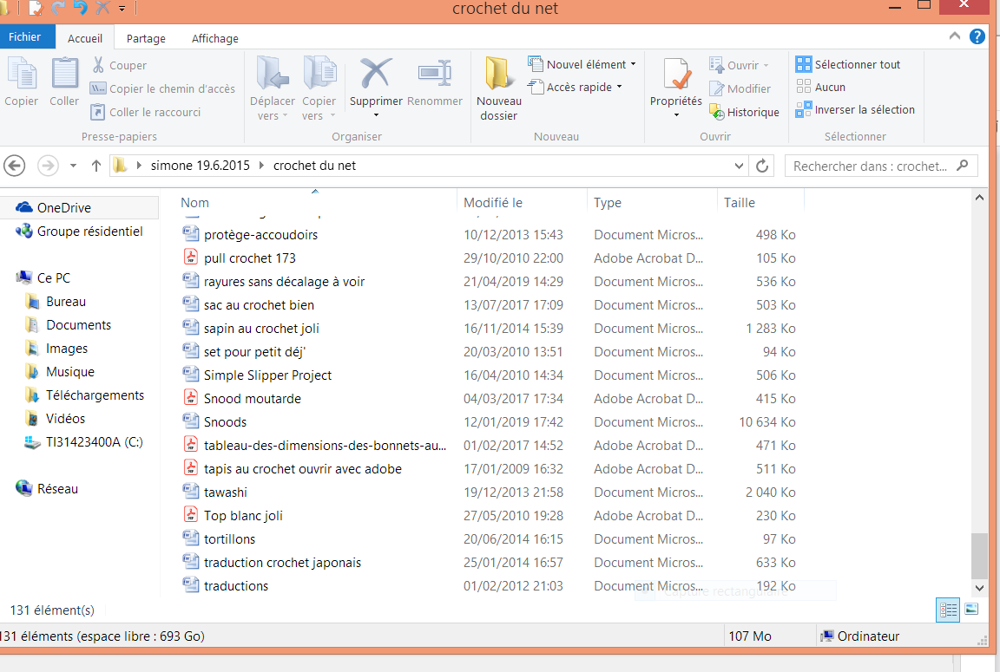 crochet du net
Fichier Accueil Partage Affichage
Copier Coller Couper
Copier le chemin d'accès
Coller le raccourci
Presse-papiers
Déplacer vers Copier vers Supprimer Renommer
Organiser
Nouveau dossier Nouvel élément
Accès rapide
Nouveau
Propriétés Ouvrir
Modifier
Historique
Ouvrir
Sélectionner tout
Aucun
Inverser la sélection
Sélectionner
simone 19.6.2015 crochet du net Rechercher dans : crochet...
OneDrive
Groupe résidentiel
Ce PC
Bureau
Documents
Images
Musique
Téléchargements
Vidéos
TI31423400A (C:)
Réseau
Nom Modifié le Type Taille
protège-accoudoirs 10/12/2013 15:43 Document Micros... 498 Ko
pull crochet 173 29/10/2010 22:00 Adobe Acrobat D... 105 Ko
rayures sans décalage à voir 21/04/2019 14:29 Document Micros... 536 Ko
sac au crochet bien 13/07/2017 17:09 Document Micros... 503 Ko
sapin au crochet joli 16/11/2014 15:39 Document Micros... 1 283 Ko
set pour petit déj' 20/03/2010 13:51 Document Micros... 94 Ko
Simple Slipper Project 16/04/2010 14:34 Document Micros... 506 Ko
Snood moutarde 04/03/2017 17:34 Adobe Acrobat D... 415 Ko
Snoods 12/01/2019 17:42 Document Micros... 10 634 Ko
tableau-des-dimensions-des-bonnets-au... 01/02/2017 14:52 Adobe Acrobat D... 471 Ko
tapis au crochet ouvrir avec adobe 17/01/2009 16:32 Adobe Acrobat D... 511 Ko
tawashi 19/12/2013 21:58 Document Micros... 2 040 Ko
Top blanc joli 27/05/2010 19:28 Adobe Acrobat D... 230 Ko
tortillons 20/06/2014 16:15 Document Micros... 97 Ko
traduction crochet japonais 25/01/2014 16:57 Document Micros... 633 Ko
traductions 01/02/2012 21:03 Document Micros... 192 Ko
Capture rectangulaire
131 élément(s)
131 éléments (espace libre : 693 Go) 107 Mo Ordinateur